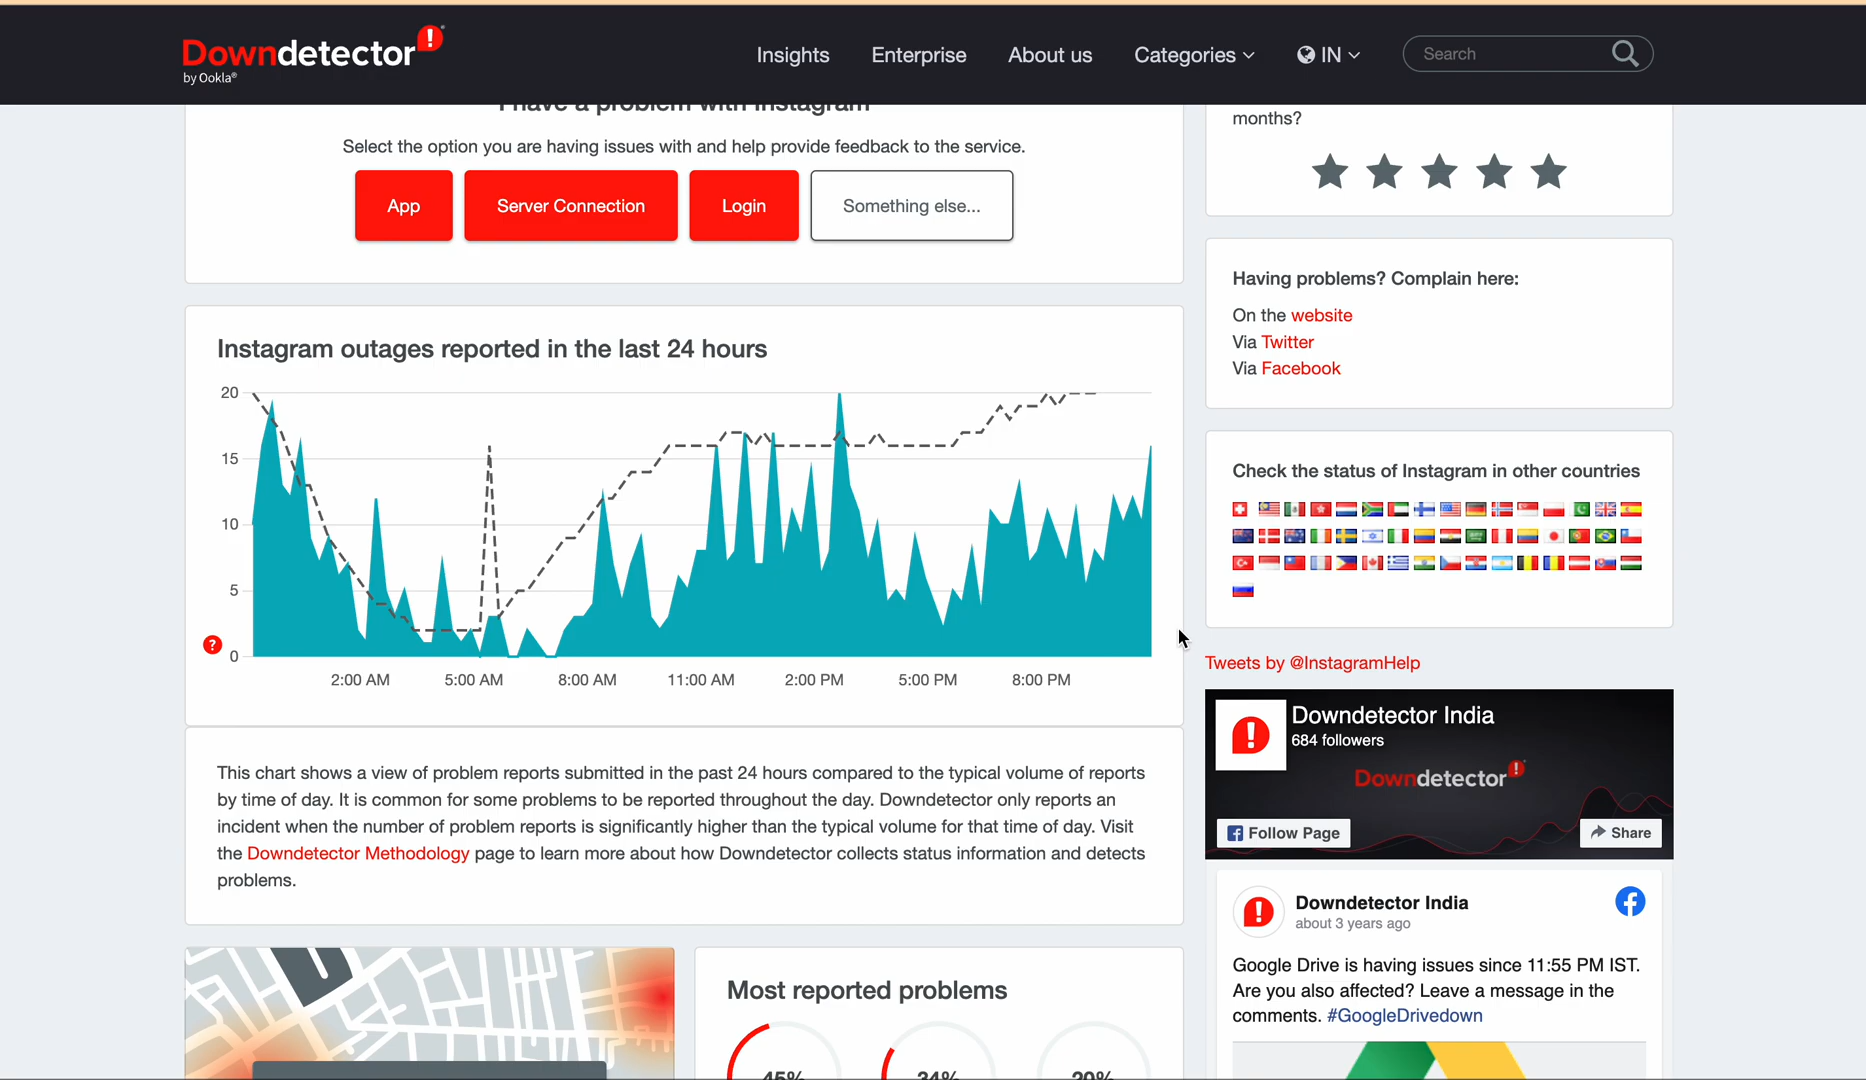 Downdetector
by Ookla®
Insights
Enterprise
About us
Categories
IN
Search
I have a problem with Instagram
Select the option you are having issues with and help provide feedback to the service.
App
Server Connection
Login
Something else...
Instagram outages reported in the last 24 hours
20
15
10
5
0
?
2:00 AM
5:00 AM
8:00 AM
11:00 AM
2:00 PM
5:00 PM
8:00 PM
This chart shows a view of problem reports submitted in the past 24 hours compared to the typical volume of reports
by time of day. It is common for some problems to be reported throughout the day. Downdetector only reports an
incident when the number of problem reports is significantly higher than the typical volume for that time of day. Visit
the Downdetector Methodology page to learn more about how Downdetector collects status information and detects
problems.
Most reported problems
45%
34%
20%
months?
Having problems? Complain here:
On the website
Via Twitter
Via Facebook
Check the status of Instagram in other countries
Tweets by @InstagramHelp
Downdetector India
684 followers
Downdetector
Follow Page
Share
Downdetector India
about 3 years ago
Google Drive is having issues since 11:55 PM IST.
Are you also affected? Leave a message in the
comments. #GoogleDrivedown